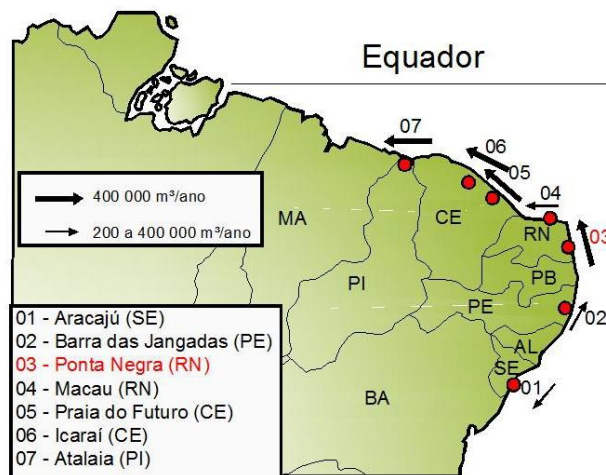 Equador
07
06
05
04
03
02
01
400 000 m³/ano
200 a 400 000 m³/ano
MA
CE
RN
PB
PI
PE
AL
SE
BA
01 - Aracajú (SE)
02 - Barra das Jangadas (PE)
03 - Ponta Negra (RN)
04 - Macau (RN)
05 - Praia do Futuro (CE)
06 - Icaraí (CE)
07 - Atalaia (PI)